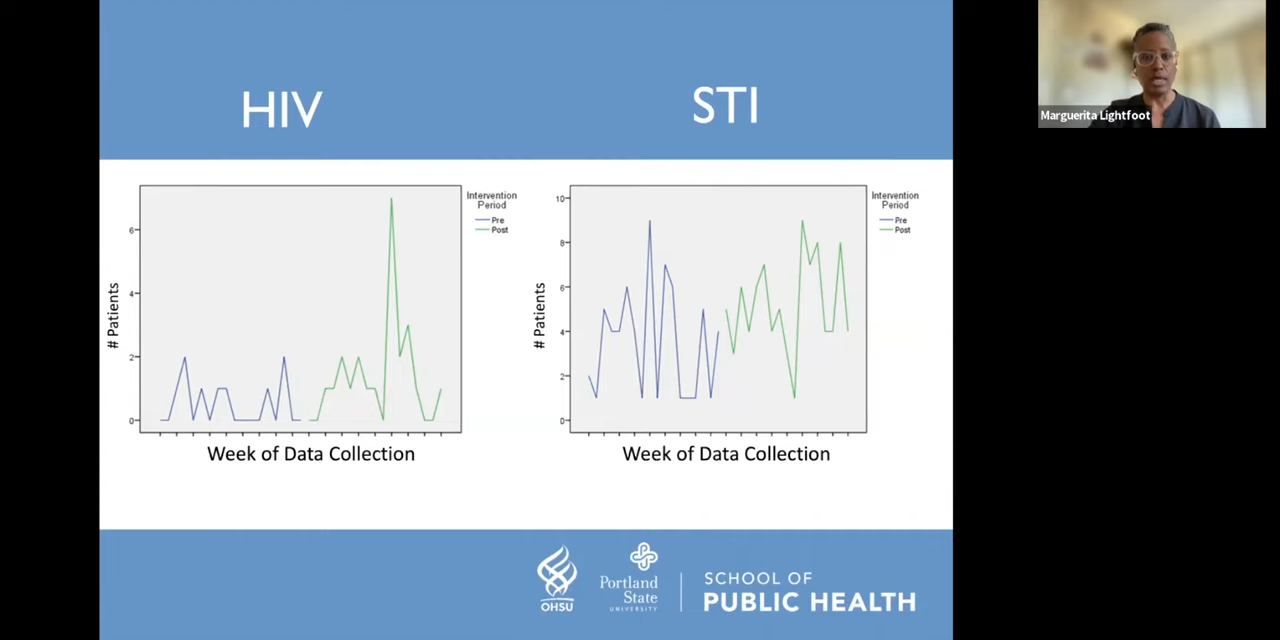 HIV
STI
Marguerita Lightfoot
Intervention
Period
Pre
Post
6
4
2
0
# Patients
Week of Data Collection
Intervention
Period
Pre
Post
10
8
6
4
2
0
# Patients
Week of Data Collection
OHSU
Portland
State
UNIVERSITY
SCHOOL OF
PUBLIC HEALTH